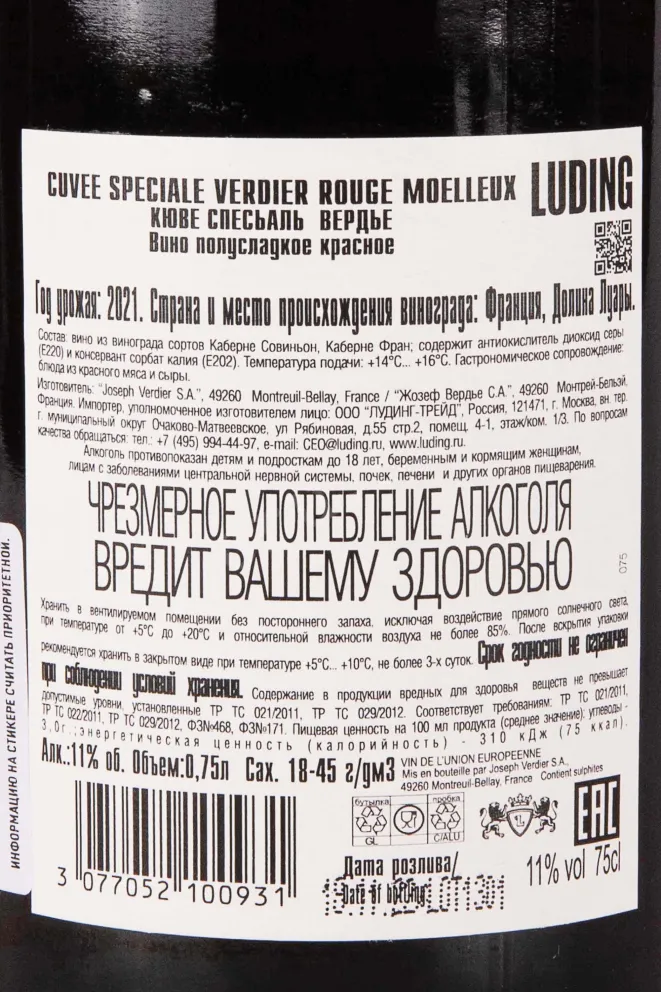 CUVEE SPECIALE VERDIER ROUGE MOELLEUX
LUDING
КЮВЕ СПЕСЬАЛЬ ВЕРДЬЕ
Вино полусладкое красное
Год урожая: 2021. Страна и место происхождения винограда: Франция, Долина Луары.
Состав: вино из винограда сортов Каберне Совиньон, Каберне Фран; содержит антиокислитель диоксид серы
(E220) и консервант сорбат калия (E202). Температура подачи: +14°C... +16°C. Гастрономическое сопровождение:
блюда из красного мяса и сыры.
Изготовитель: "Joseph Verdier S.A.", 49260 Montreuil-Bellay, France / "Жозеф Вердье С.А.", 49260 Монтрей-Бельэй,
Франция. Импортер, уполномоченное изготовителем лицо: ООО "ЛУДИНГ-ТРЕЙД", Россия, 121471, г. Москва, вн. тер.
г. муниципальный округ Очаково-Матвеевское, ул Рябиновая, д.55 стр.2, помещ. 4-1, этаж/ком. 1/3. По вопросам
качества обращаться: тел.: +7 (495) 994-44-97, e-mail: CEO@luding.ru, www.luding.ru.
Алкоголь противопоказан детям и подросткам до 18 лет, беременным и кормящим женщинам,
лицам с заболеваниями центральной нервной системы, почек, печени и других органов пищеварения.
ЧРЕЗМЕРНОЕ УПОТРЕБЛЕНИЕ АЛКОГОЛЯ
ВРЕДИТ ВАШЕМУ ЗДОРОВЬЮ
075
Хранить в вентилируемом помещении без постороннего запаха, исключая воздействие прямого солнечного света,
при температуре от +5°C до +20°C и относительной влажности воздуха не более 85%. После вскрытия упаковки
рекомендуется хранить в закрытом виде при температуре +5°C... +10°C, не более 3-х суток. Срок годности не ограничен
при соблюдении условий хранения. Содержание в продукции вредных для здоровья веществ не превышает
допустимые уровни, установленные ТР ТС 021/2011, ТР ТС 029/2012. Соответствует требованиям: ТР ТС 021/2011,
ТР ТС 022/2011, ТР ТС 029/2012, ФЗ№468, ФЗ№171. Пищевая ценность на 100 мл продукта (среднее значение): углеводы -
3,0г.; энергетическая ценность (калорийность) - 310 кДж (75 ккал).
Алк.:11% об. Объем:0,75л Сах. 18-45 г/дм3
VIN DE L'UNION EUROPEENNE
Mis en bouteille par Joseph Verdier S.A.,
49260 Montreuil-Bellay, France Contient sulphites
бутылка
пробка
GL
C/ALU
EAC
3 077052 100931
Дата розлива/
Date of bottling
LOT1301
11% vol 75cl
ИНФОРМАЦИЮ НА СТИКЕРЕ СЧИТАТЬ ПРИОРИТЕТНОЙ.